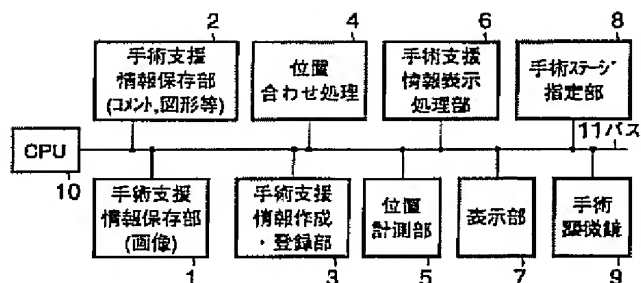 2
4
6
8
手術支援
情報保存部
(コメント,図形等)
位置
合わせ処理
手術支援
情報表示
処理部
手術ステージ
指定部
11バス
CPU
10
手術支援
情報保存部
(画像)
手術支援
情報作成
・登録部
位置
計測部
表示部
手術
顕微鏡
1
3
5
7
9